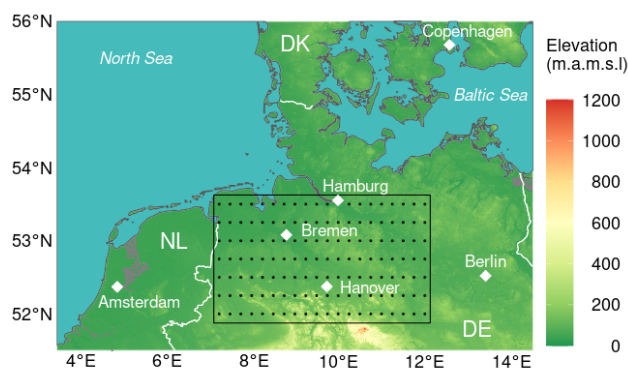 56°N
55°N
54°N
53°N
52°N
North Sea
DK
Copenhagen
Baltic Sea
Hamburg
Bremen
NL
Berlin
Hanover
Amsterdam
DE
4°E
6°E
8°E
10°E
12°E
14°E
Elevation
(m.a.m.s.l)
1200
1000
800
600
400
200
0